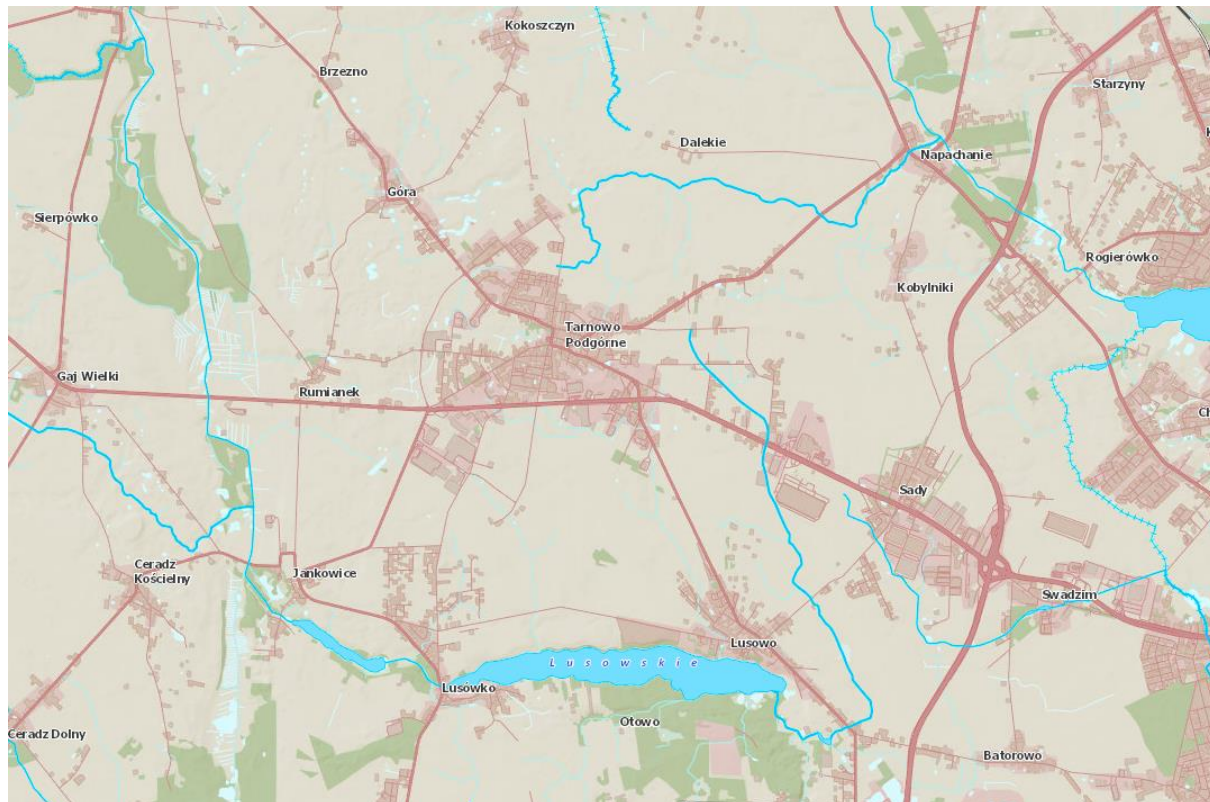 Kokoszczyn
Brzezno
Starzyny
Dalekie
Napachanie
Góra
Sierpówko
Rogierówko
Kobylniki
Tarnowo
Podgórne
Gaj Wielki
Rumianek
Sady
Ceradz
Kościelny
Jankowice
Swadzim
Lusowo
Lusowskie
Lusówko
Otowo
Ceradz Dolny
Batorowo